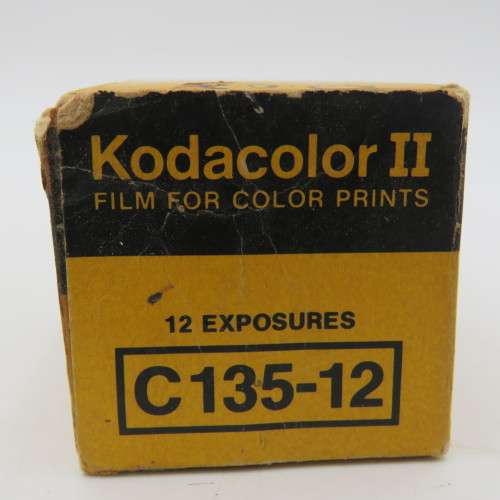 Kodacolor II
FILM FOR COLOR PRINTS
12 EXPOSURES
C135-12